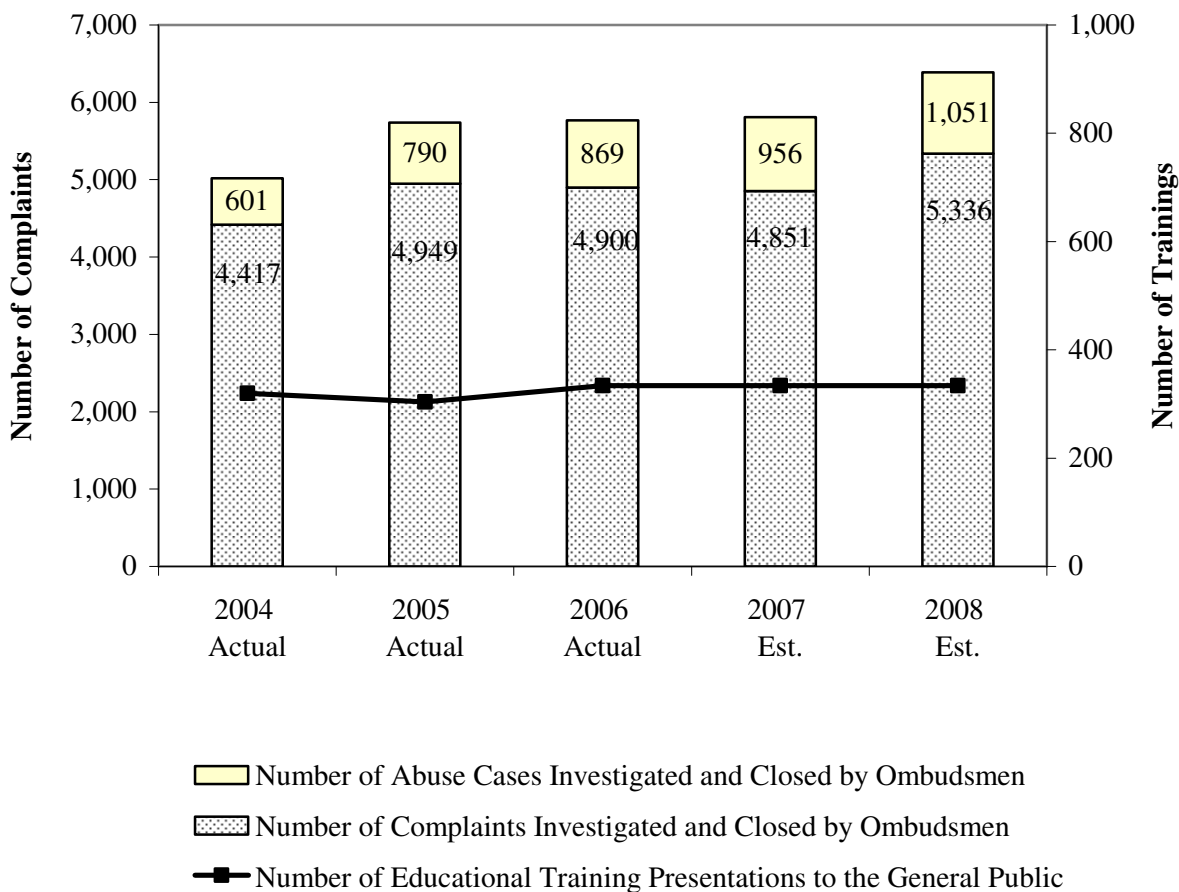 7,000
6,000
5,000
4,000
3,000
2,000
1,000
0
Number of Complaints
1,000
800
600
400
200
0
Number of Trainings
601
790
869
956
1,051
4,417
4,949
4,900
4,851
5,336
2004
Actual
2005
Actual
2006
Actual
2007
Est.
2008
Est.
Number of Abuse Cases Investigated and Closed by Ombudsmen
Number of Complaints Investigated and Closed by Ombudsmen
Number of Educational Training Presentations to the General Public